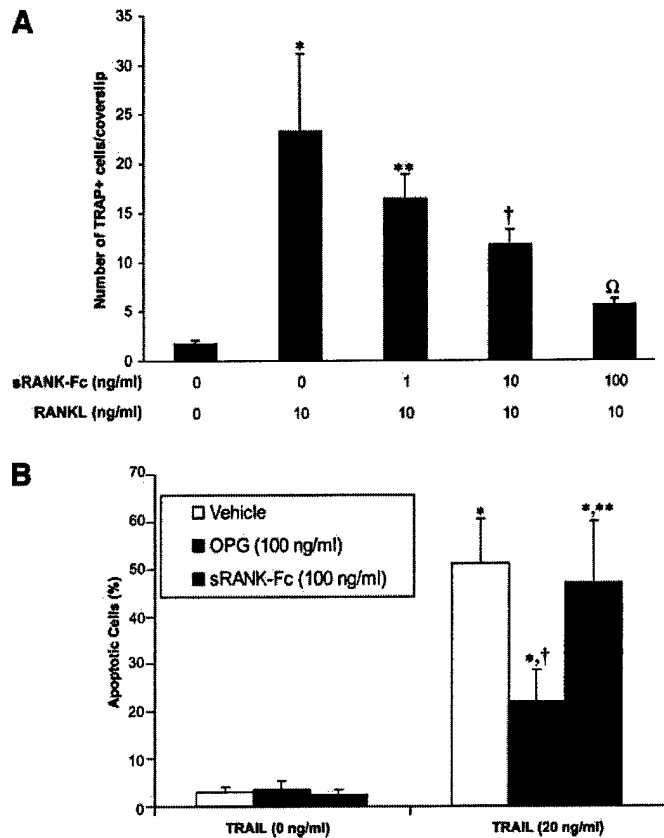 A
Number of TRAP+ cells/coverslip
35
30
25
20
15
10
5
0
*
**
†
Ω
sRANK-Fc (ng/ml) 0 0 1 10 100
RANKL (ng/ml) 0 10 10 10 10
B
Apoptotic Cells (%)
70
60
50
40
30
20
10
0
Vehicle
OPG (100 ng/ml)
sRANK-Fc (100 ng/ml)
*
*,†
*,**
TRAIL (0 ng/ml) TRAIL (20 ng/ml)